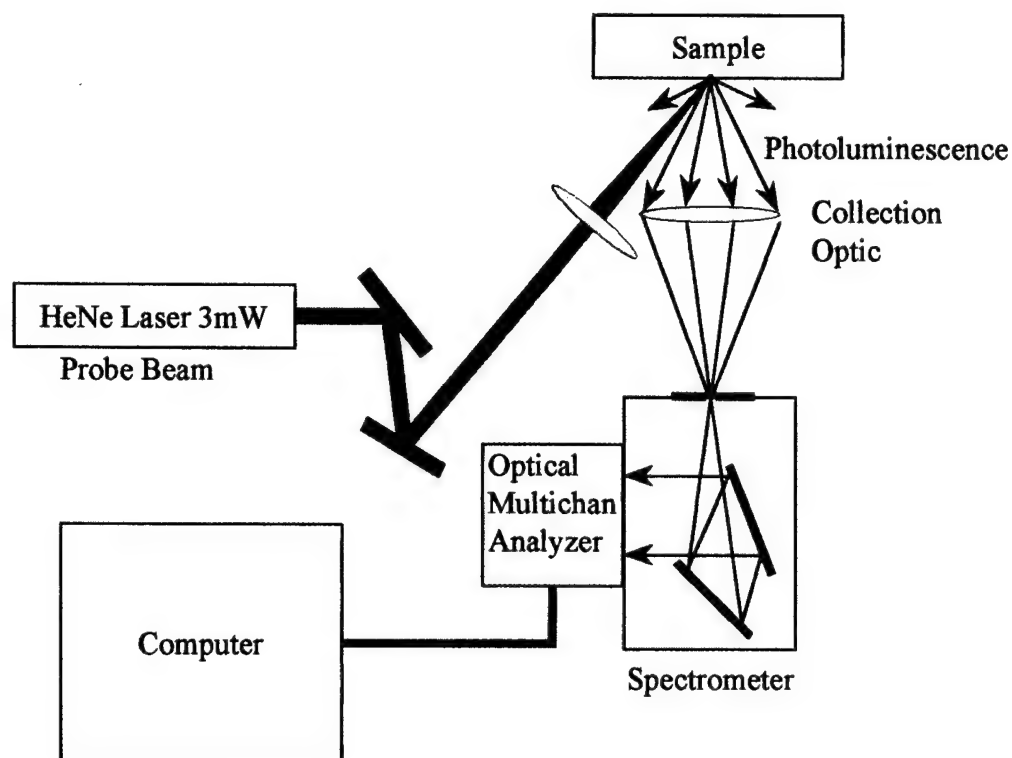 Sample
Photoluminescence
Collection
Optic
HeNe Laser 3mW
Probe Beam
Optical
Multichan
Analyzer
Computer
Spectrometer